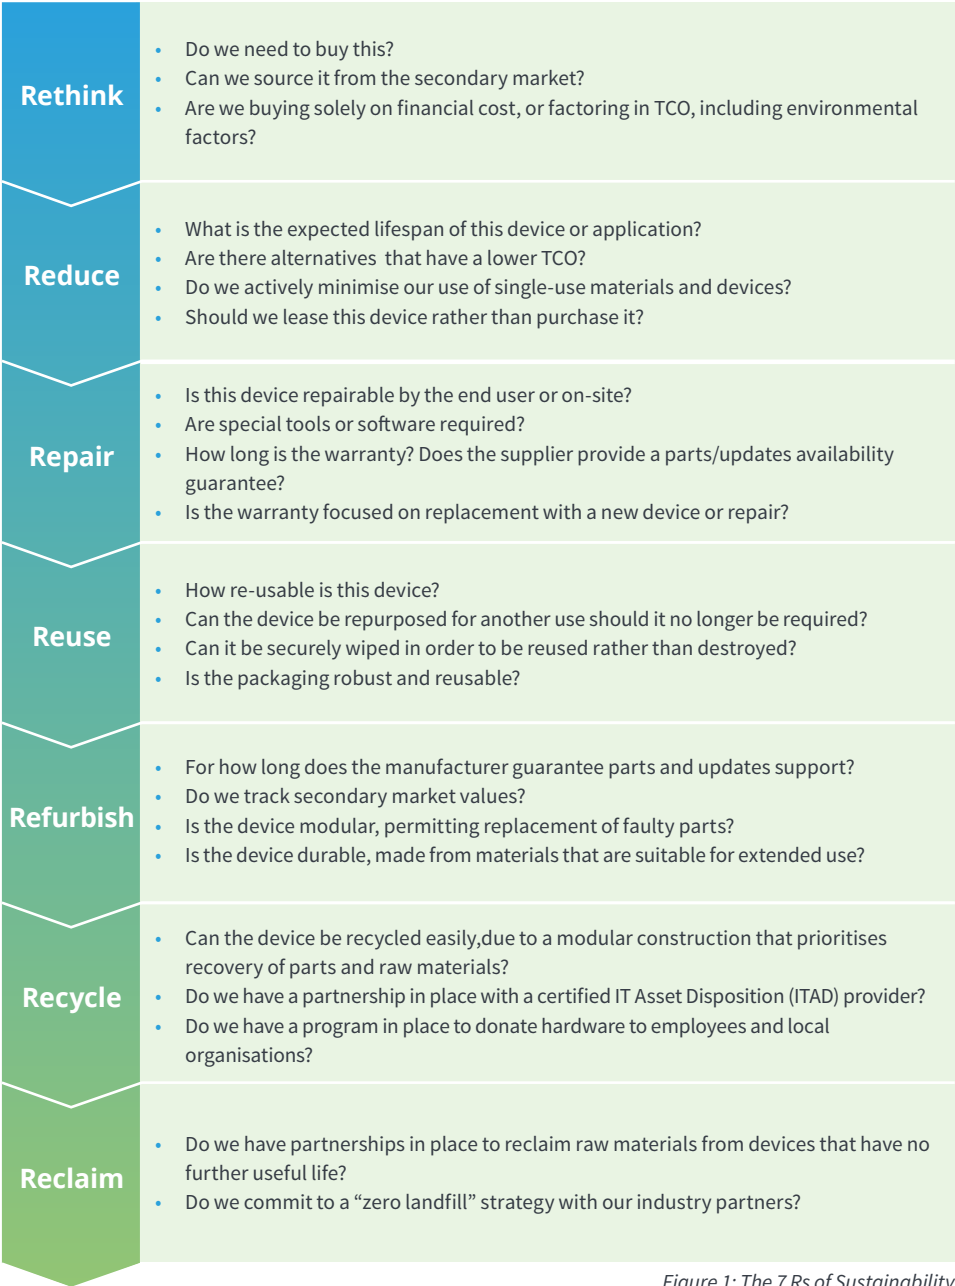 Rethink
• Do we need to buy this?
• Can we source it from the secondary market?
• Are we buying solely on financial cost, or factoring in TCO, including environmental
factors?
Reduce
• What is the expected lifespan of this device or application?
• Are there alternatives  that have a lower TCO?
• Do we actively minimise our use of single-use materials and devices?
• Should we lease this device rather than purchase it?
Repair
• Is this device repairable by the end user or on-site?
• Are special tools or software required?
• How long is the warranty? Does the supplier provide a parts/updates availability
guarantee?
• Is the warranty focused on replacement with a new device or repair?
Reuse
• How re-usable is this device?
• Can the device be repurposed for another use should it no longer be required?
• Can it be securely wiped in order to be reused rather than destroyed?
• Is the packaging robust and reusable?
Refurbish
• For how long does the manufacturer guarantee parts and updates support?
• Do we track secondary market values?
• Is the device modular, permitting replacement of faulty parts?
• Is the device durable, made from materials that are suitable for extended use?
Recycle
• Can the device be recycled easily,due to a modular construction that prioritises
recovery of parts and raw materials?
• Do we have a partnership in place with a certified IT Asset Disposition (ITAD) provider?
• Do we have a program in place to donate hardware to employees and local
organisations?
Reclaim
• Do we have partnerships in place to reclaim raw materials from devices that have no
further useful life?
• Do we commit to a “zero landfill” strategy with our industry partners?
Figure 1: The 7 Rs of Sustainability